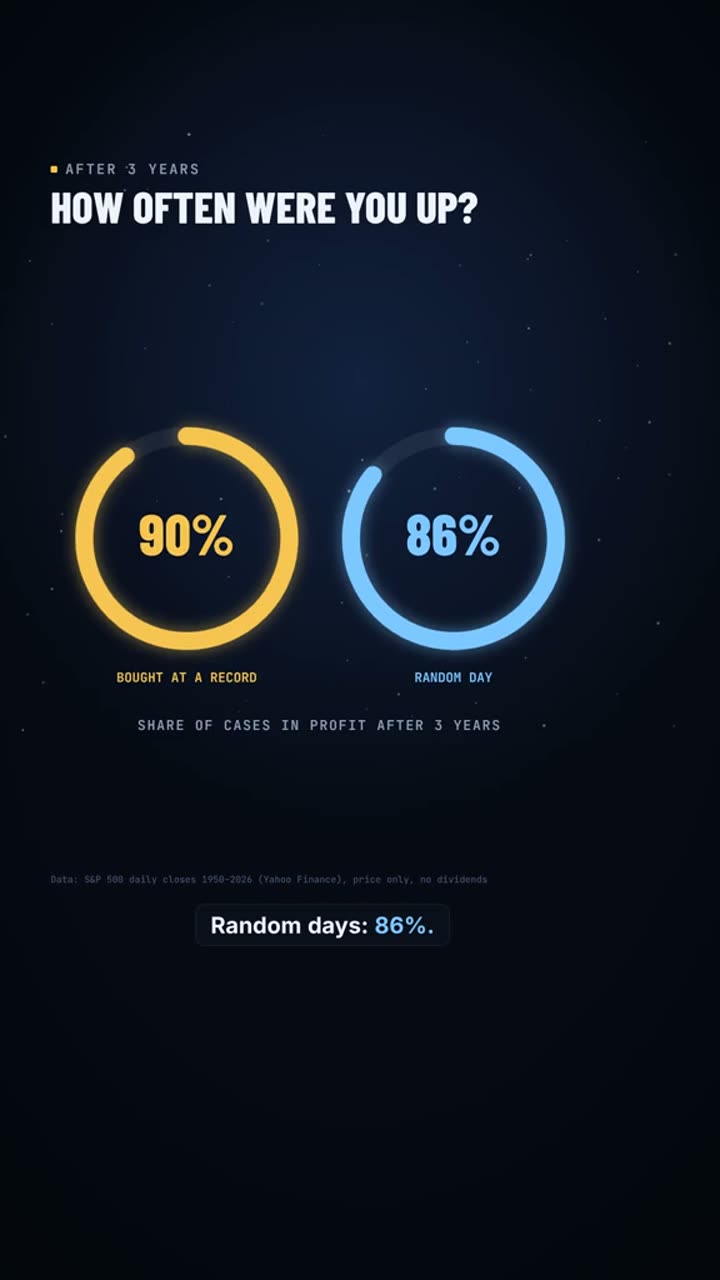 AFTER 3 YEARS
HOW OFTEN WERE YOU UP?
90%
86%
BOUGHT AT A RECORD
RANDOM DAY
SHARE OF CASES IN PROFIT AFTER 3 YEARS
Data: S&P 500 daily closes 1950–2026 (Yahoo Finance), price only, no dividends
Random days: 86%.